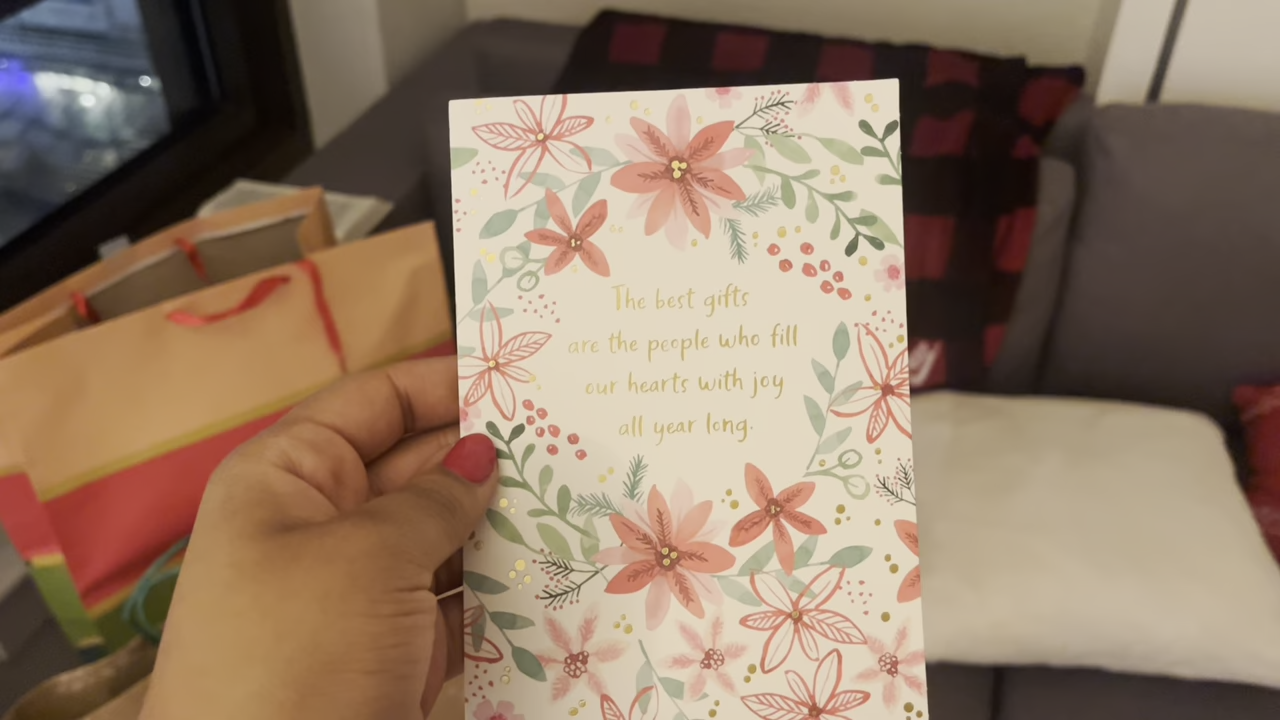 The best gifts
are the people who fill
our hearts with joy
all year long.